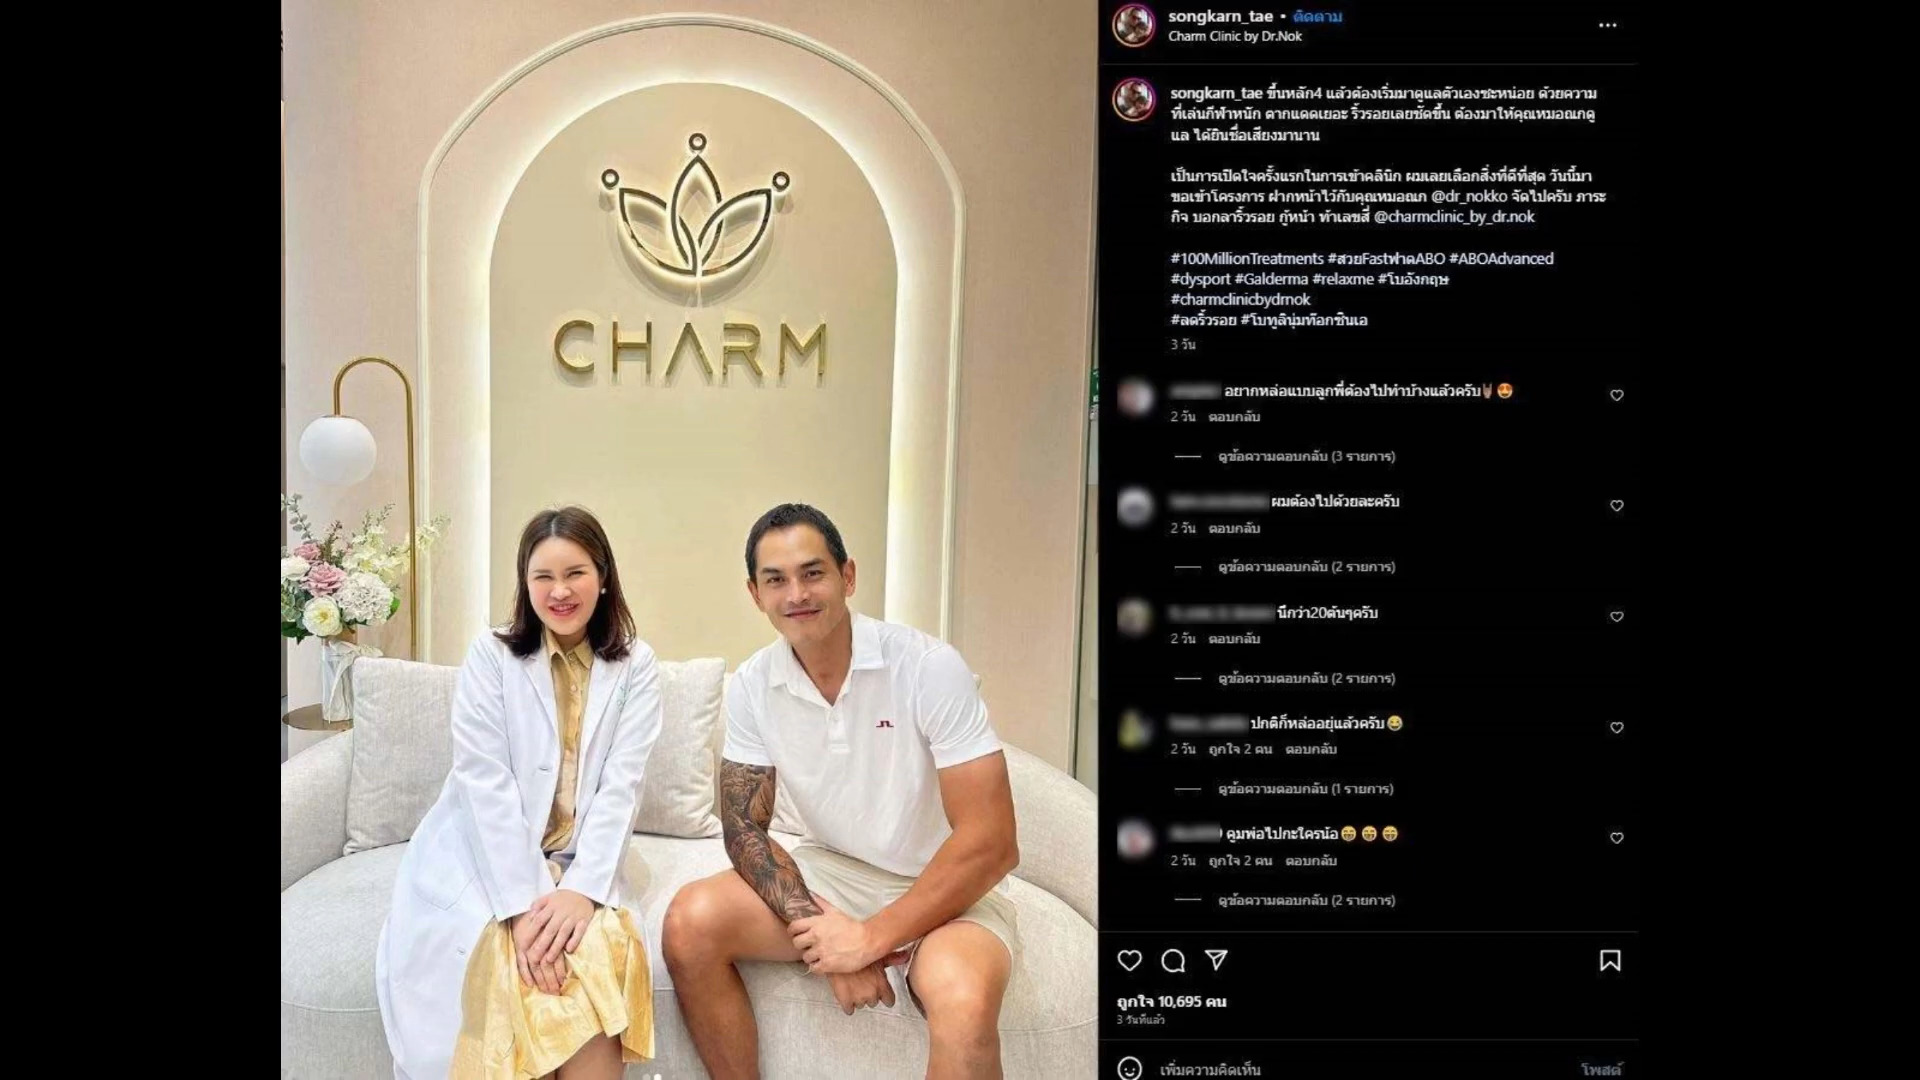 CHARM
songkarn_tae • ติดตาม
Charm Clinic by Dr.Nok
songkarn_tae ขึ้นหลัก4 แล้วต้องเริ่มมาดูแลตัวเองซะหน่อย ด้วยความ
ที่เล่นกีฬาหนัก ตากแดดเยอะ ริ้วรอยเลยชัดขึ้น ต้องมาให้คุณหมอณกดู
แล ได้ยินชื่อเสียงมานาน
เป็นการเปิดใจครั้งแรกในการเข้าคลินิก ผมเลยเลือกสิ่งที่ดีที่สุด วันนี้มา
ขอเข้าโครงการ ฝากหน้าไว้กับคุณหมอณก @dr_nokko จัดไปครับ ภาระ
กิจ บอกลาริ้วรอย กู้หน้า ท้าเลขสี่ @charmclinic_by_dr.nok
#100MillionTreatments #สวยFastฟาดABO #ABOAdvanced
#dysport #Galderma #relaxme #โบอังกฤษ
#charmclinicbydrnok
#ลดริ้วรอย #โบทูลินุ่มท๊อกซินเอ
3 วัน
อยากหล่อแบบลูกพี่ต้องไปทำบ้างแล้วครับ🤘🏽😍
2 วัน ตอบกลับ
ดูข้อความตอบกลับ (3 รายการ)
ผมต้องไปด้วยละครับ
2 วัน ตอบกลับ
ดูข้อความตอบกลับ (2 รายการ)
นึกว่า20ต้นๆครับ
2 วัน ตอบกลับ
ดูข้อความตอบกลับ (2 รายการ)
ปกติก็หล่ออยู่แล้วครับ😂
2 วัน ถูกใจ 2 คน ตอบกลับ
ดูข้อความตอบกลับ (1 รายการ)
คูมพ่อไปกะใครน้อ😁😁😁
2 วัน ถูกใจ 2 คน ตอบกลับ
ดูข้อความตอบกลับ (2 รายการ)
ถูกใจ 10,695 คน
3 วันที่แล้ว
เพิ่มความคิดเห็น
โพสต์